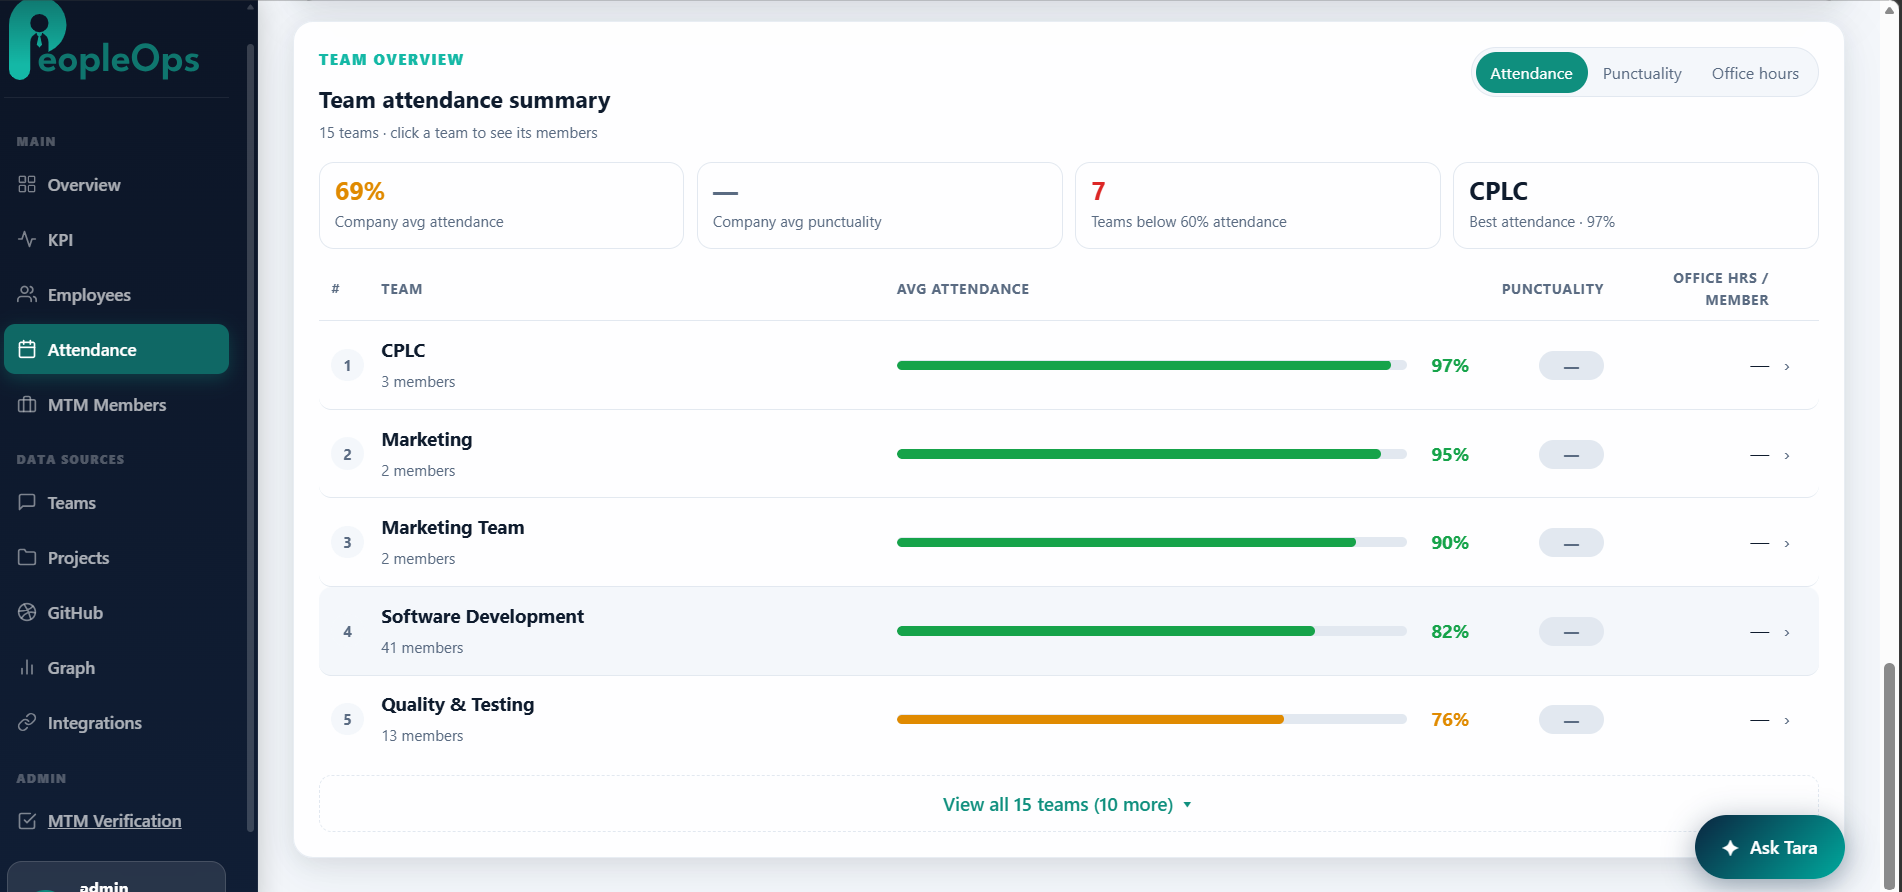 PeopleOps
MAIN
Overview
KPI
Employees
Attendance
MTM Members
DATA SOURCES
Teams
Projects
GitHub
Graph
Integrations
ADMIN
MTM Verification
admin
TEAM OVERVIEW
Team attendance summary
15 teams · click a team to see its members
Attendance Punctuality Office hours
69%
Company avg attendance
—
Company avg punctuality
7
Teams below 60% attendance
CPLC
Best attendance · 97%
# TEAM AVG ATTENDANCE PUNCTUALITY OFFICE HRS /
MEMBER
1 CPLC 97% — — ›
3 members
2 Marketing 95% — — ›
2 members
3 Marketing Team 90% — — ›
2 members
4 Software Development 82% — — ›
41 members
5 Quality & Testing 76% — — ›
13 members
View all 15 teams (10 more) ▾
Ask Tara